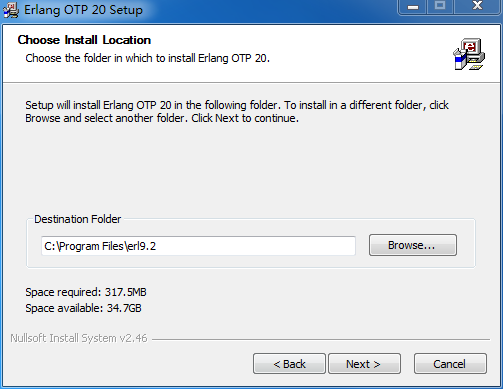 Erlang OTP 20 Setup
Choose Install Location
Choose the folder in which to install Erlang OTP 20.
Setup will install Erlang OTP 20 in the following folder. To install in a different folder, click
Browse and select another folder. Click Next to continue.
Destination Folder
C:\Program Files\erl9.2
Browse...
Space required: 317.5MB
Space available: 34.7GB
Nullsoft Install System v2.46
< Back
Next >
Cancel